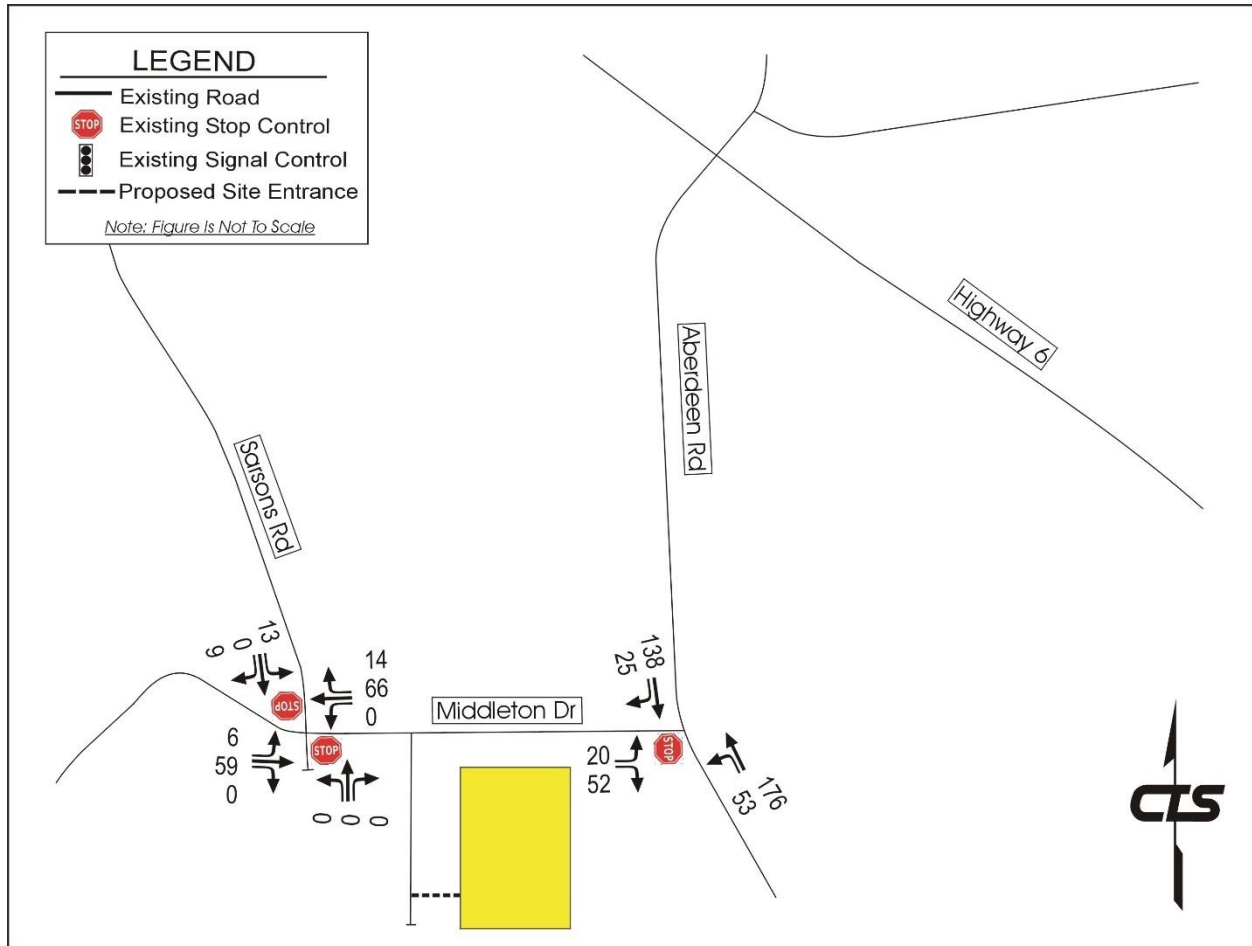 LEGEND
Existing Road
STOP
Existing Stop Control
Existing Signal Control
Proposed Site Entrance
Note: Figure Is Not To Scale
Highway 6
Aberdeen Rd
Sarsons Rd
9
0
13
14
66
0
STOP
Middleton Dr
25
138
6
59
0
STOP
0
0
0
20
52
STOP
53
176
CTS